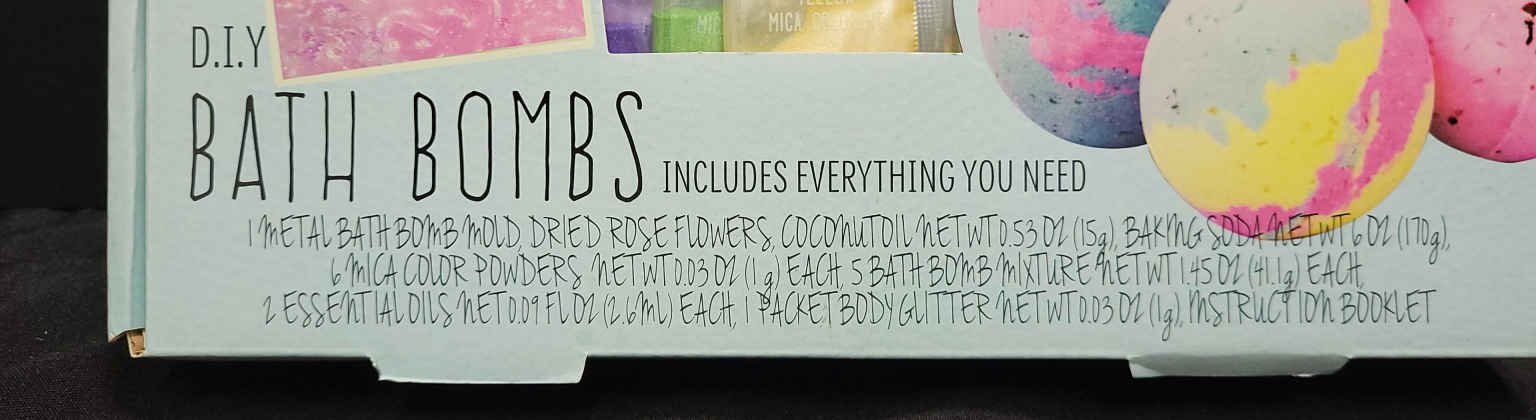 YELLOW
MICA
D.I.Y
BATH BOMBS INCLUDES EVERYTHING YOU NEED
1 METAL BATH BOMB MOLD, DRIED ROSE FLOWERS, COCONUT OIL NET WT 0.53 OZ (15g), BAKING SODA NET WT 6 OZ (170g),
6 MICA COLOR POWDERS NET WT 0.03 OZ (1g) EACH, 5 BATH BOMB MIXTURE NET WT 1.45 OZ (41.1g) EACH,
2 ESSENTIAL OILS NET 0.09 FL OZ (2.6ML) EACH, 1 PACKET BODY GLITTER NET WT 0.03 OZ (1g), INSTRUCTION BOOKLET